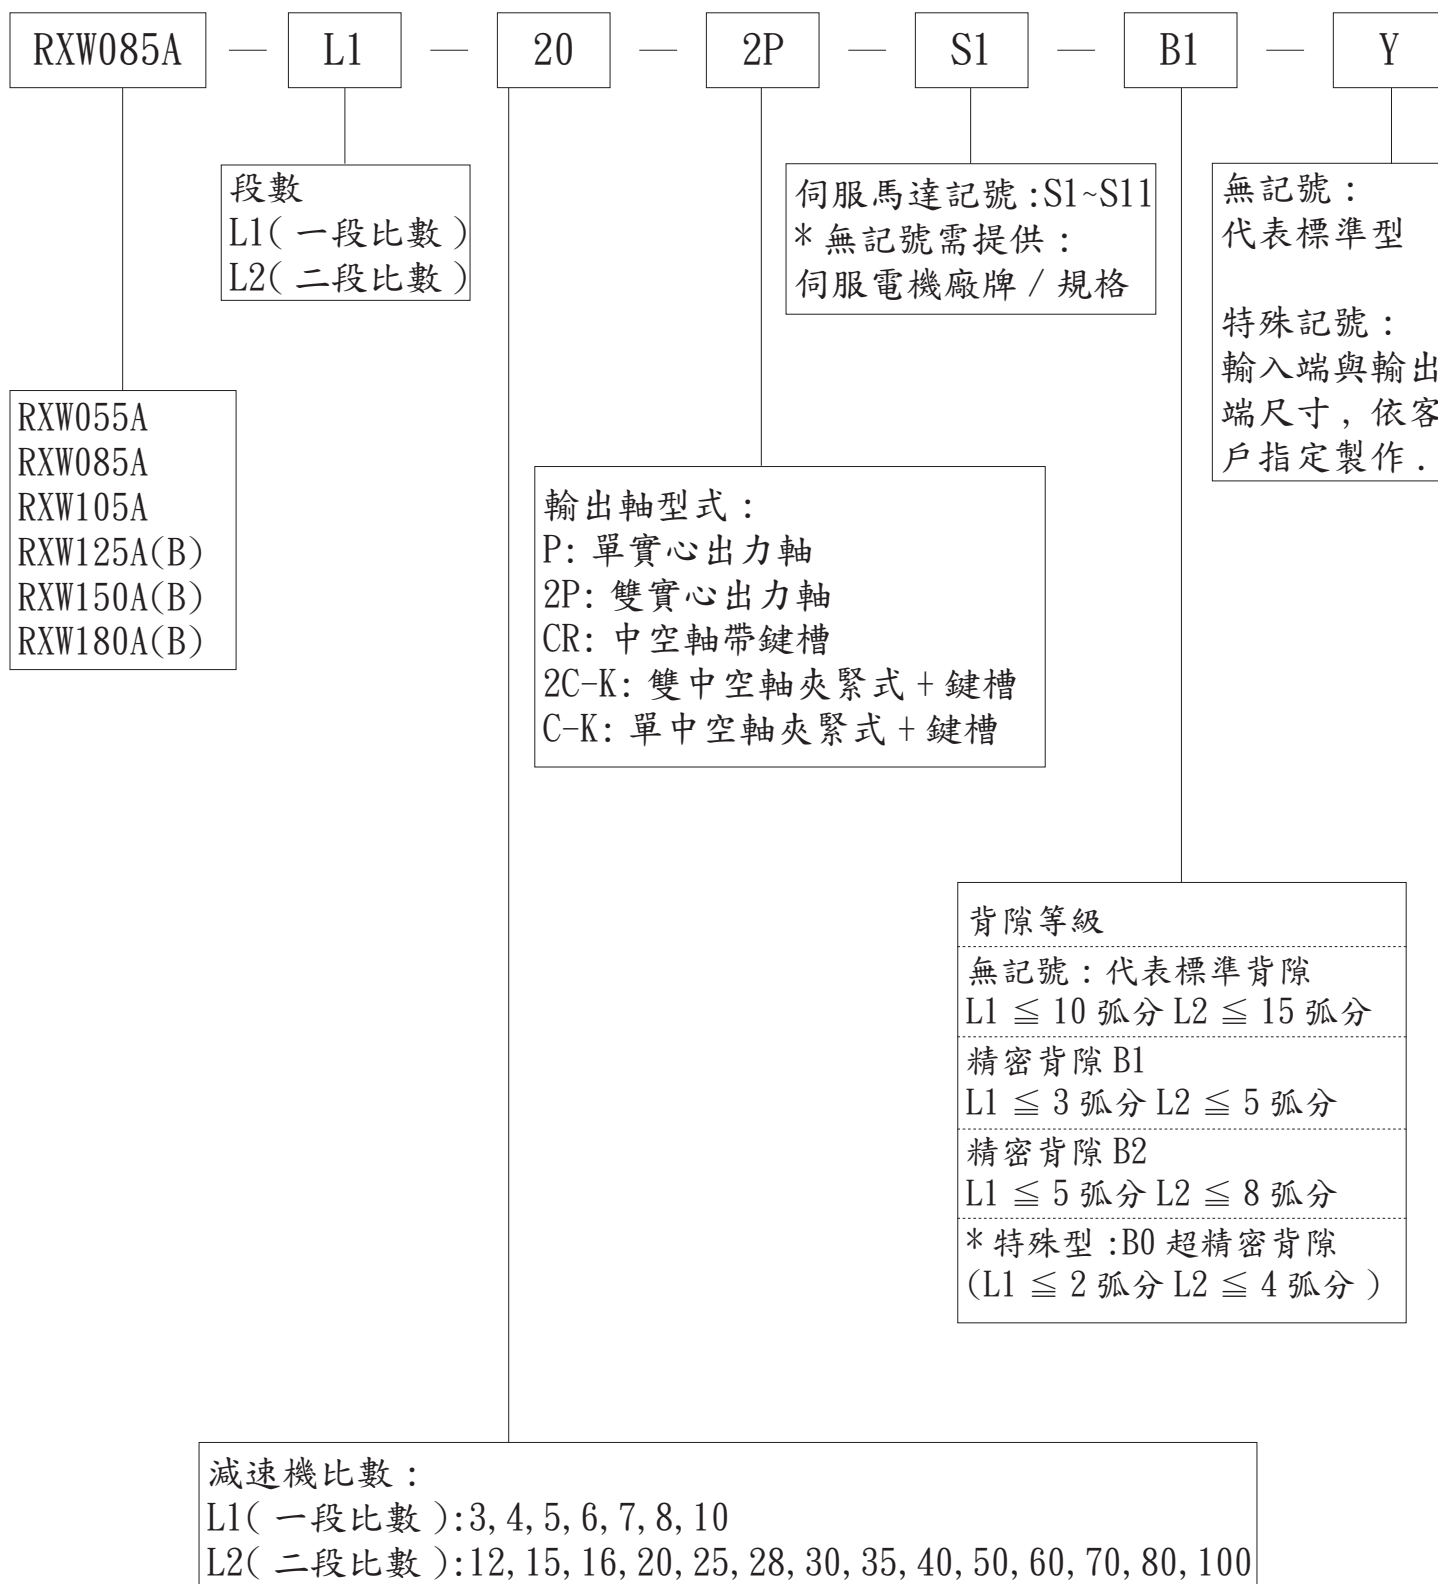 RXW085A — L1 — 20 — 2P — S1 — B1 — Y
段數
L1( 一段比數 )
L2( 二段比數 )
伺服馬達記號 :S1~S11
* 無記號需提供 :
伺服電機廠牌 / 規格
無記號 :
代表標準型
特殊記號 :
輸入端與輸出
端尺寸 , 依客
戶指定製作 .
RXW055A
RXW085A
RXW105A
RXW125A(B)
RXW150A(B)
RXW180A(B)
輸出軸型式 :
P: 單實心出力軸
2P: 雙實心出力軸
CR: 中空軸帶鍵槽
2C-K: 雙中空軸夾緊式 + 鍵槽
C-K: 單中空軸夾緊式 + 鍵槽
背隙等級
無記號 : 代表標準背隙
L1 ≦ 10 弧分 L2 ≦ 15 弧分
精密背隙 B1
L1 ≦ 3 弧分 L2 ≦ 5 弧分
精密背隙 B2
L1 ≦ 5 弧分 L2 ≦ 8 弧分
* 特殊型 :B0 超精密背隙
(L1 ≦ 2 弧分 L2 ≦ 4 弧分 )
減速機比數 :
L1( 一段比數 ):3, 4, 5, 6, 7, 8, 10
L2( 二段比數 ):12, 15, 16, 20, 25, 28, 30, 35, 40, 50, 60, 70, 80, 100